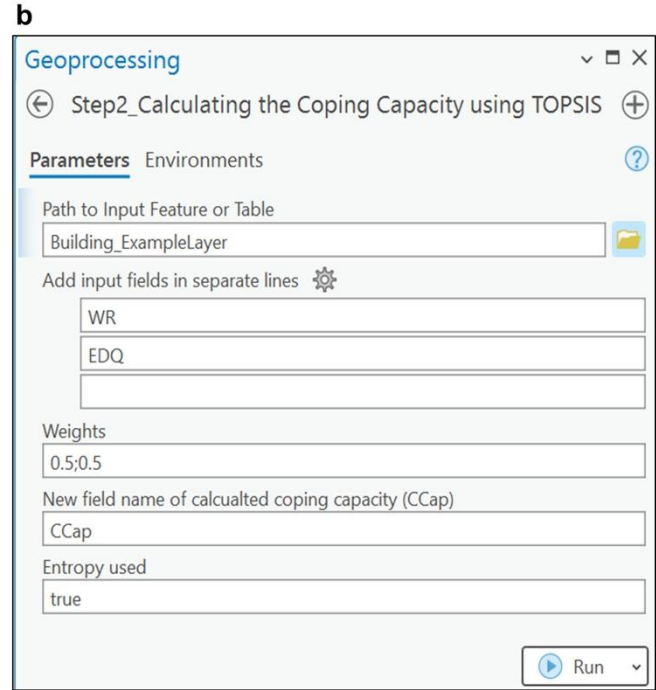 b
Geoprocessing
Step2_Calculating the Coping Capacity using TOPSIS
Parameters Environments
Path to Input Feature or Table
Building_ExampleLayer
Add input fields in separate lines
WR
EDQ
Weights
0.5;0.5
New field name of calcualted coping capacity (CCap)
CCap
Entropy used
true
Run